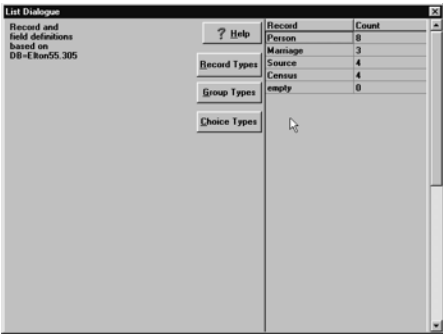 List Dialogue
Record and
field definitions
based on
DB=Elton55.305
? Help
Record Types
Group Types
Choice Types
Record Count
Person 8
Marriage 3
Source 4
Census 4
empty 0